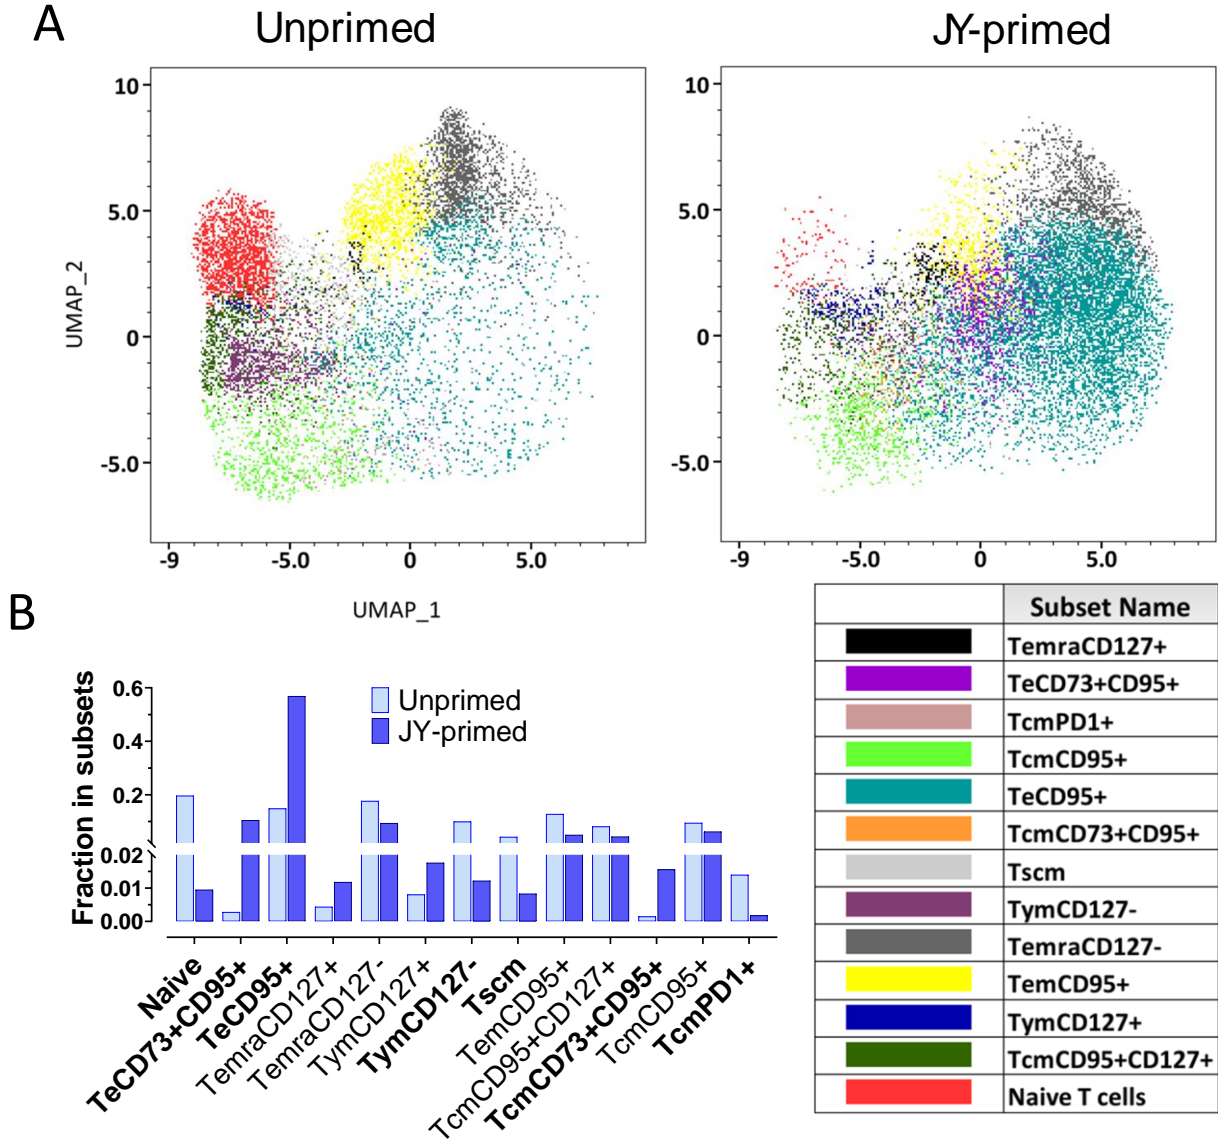 A
Unprimed
JY-primed
10
5.0
0
-5.0
UMAP_2
-9
-5.0
0
5.0
UMAP_1
10
5.0
0
-5.0
-9
-5.0
0
5.0
B
Fraction in subsets
0.6
0.4
0.2
0.02
0.01
0.00
Unprimed
JY-primed
Naive
TeCD73+CD95+
TeCD95+
TemraCD127+
TemraCD127-
TymCD127+
TymCD127-
Tscm
TemCD95+
TcmCD95+CD127+
TcmCD73+CD95+
TcmCD95+
TcmPD1+
Subset Name
TemraCD127+
TeCD73+CD95+
TcmPD1+
TcmCD95+
TeCD95+
TcmCD73+CD95+
Tscm
TymCD127-
TemraCD127-
TemCD95+
TymCD127+
TcmCD95+CD127+
Naive T cells